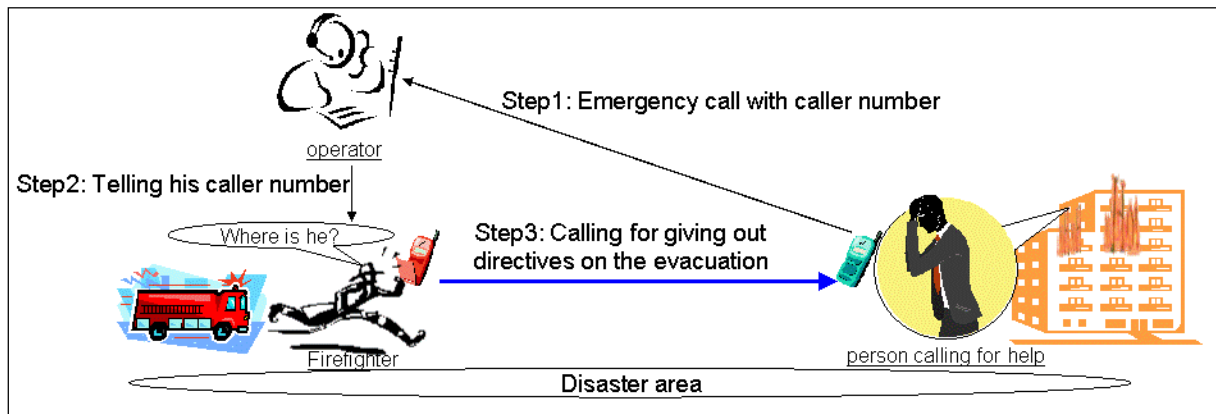 Step1: Emergency call with caller number
operator
Step2: Telling his caller number
Where is he?
Step3: Calling for giving out
directives on the evacuation
Firefighter
person calling for help
Disaster area